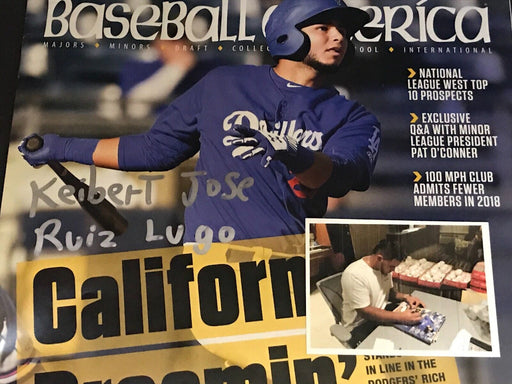 Baseball America
MAJORS • MINORS • DRAFT • COLLEGE • INTERNATIONAL
NATIONAL
LEAGUE WEST TOP
10 PROSPECTS
EXCLUSIVE
Q&A WITH MINOR
LEAGUE PRESIDENT
PAT O'CONNER
100 MPH CLUB
ADMITS FEWER
MEMBERS IN 2018
Keibert Jose
Ruiz Lugo
Californ
Dreamin'
IN LINE IN THE
DODGERS' RICH